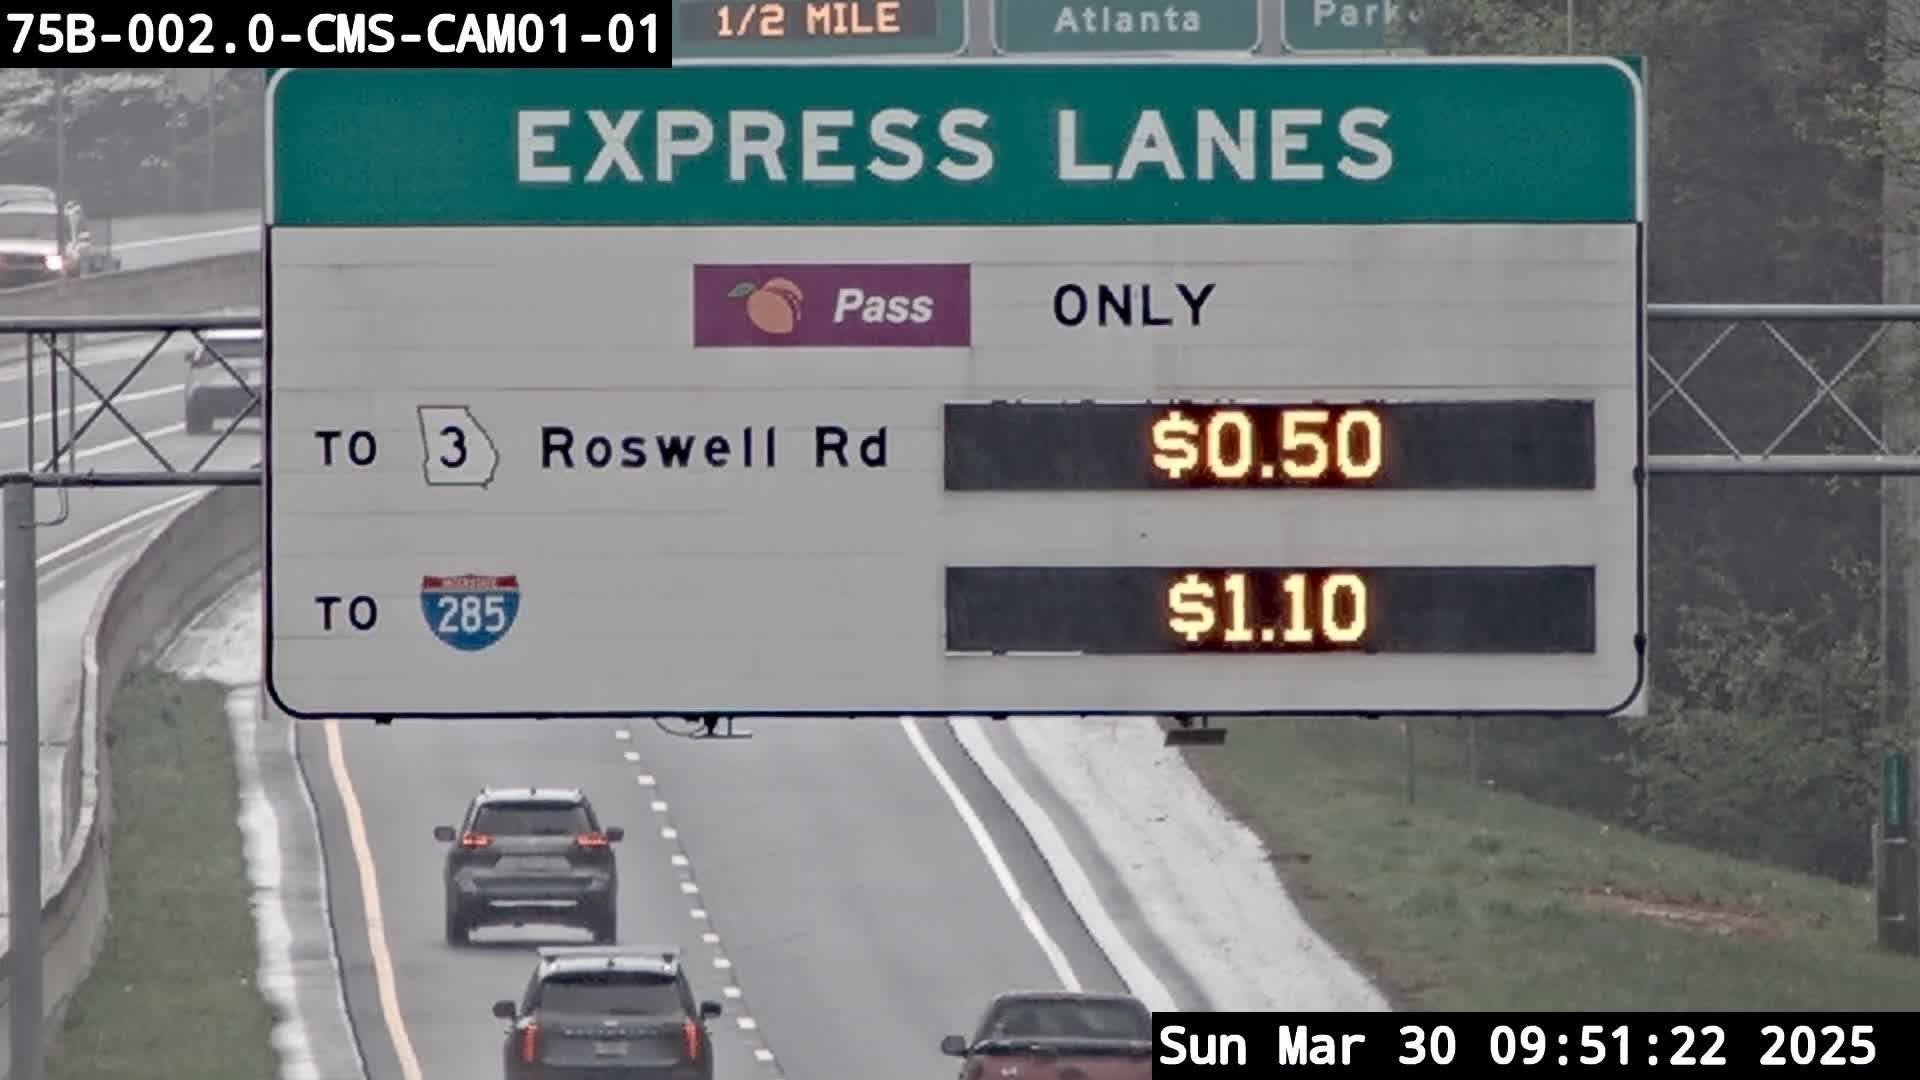 75B-002.0-CMS-CAM01-01
1/2 MILE
Atlanta
EXPRESS LANES
Pass ONLY
TO 3 Roswell Rd $0.50
TO INTERSTATE 285 $1.10
Sun Mar 30 09:51:22 2025